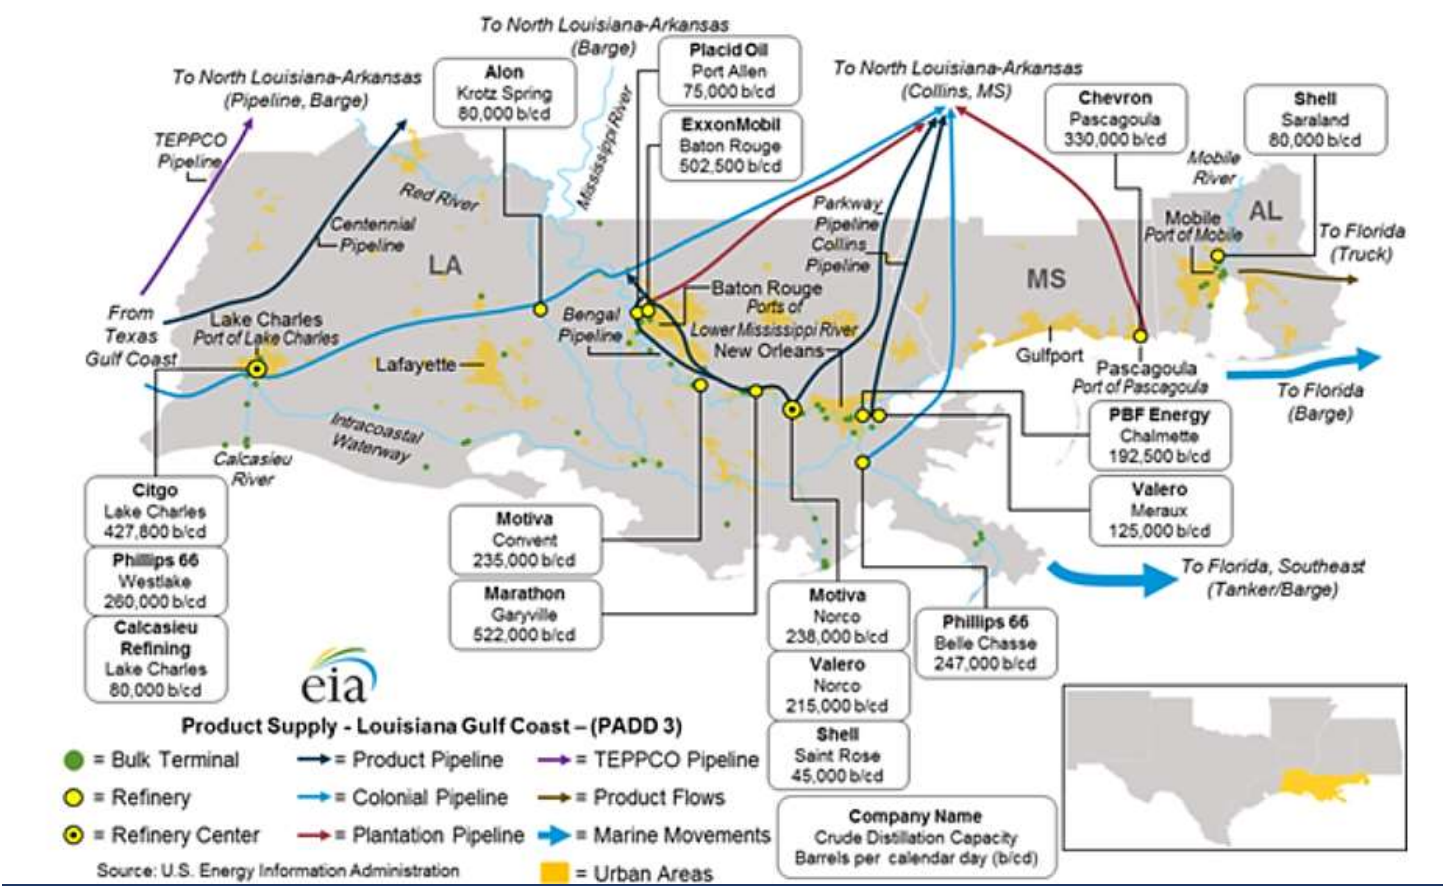 To North Louisiana-Arkansas
(Barge)
To North Louisiana-Arkansas
(Pipeline, Barge)
To North Louisiana-Arkansas
(Collins, MS)
Alon
Krotz Spring
80,000 b/cd
Placid Oil
Port Allen
75,000 b/cd
ExxonMobil
Baton Rouge
502,500 b/cd
Chevron
Pascagoula
330,000 b/cd
Shell
Saraland
80,000 b/cd
TEPPCO
Pipeline
Mississippi River
Red River
Centennial
Pipeline
Parkway
Pipeline
Collins
Pipeline
Mobile
River
Mobile
Port of Mobile
AL
To Florida
(Truck)
LA
MS
From
Texas
Gulf Coast
Lake Charles
Port of Lake Charles
Bengal
Pipeline
Baton Rouge
Ports of
Lower Mississippi River
New Orleans
Lafayette
Gulfport
Pascagoula
Port of Pascagoula
To Florida
(Barge)
Intracoastal
Waterway
Calcasieu
River
PBF Energy
Chalmette
192,500 b/cd
Valero
Meraux
125,000 b/cd
Citgo
Lake Charles
427,800 b/cd
Phillips 66
Westlake
260,000 b/cd
Calcasieu
Refining
Lake Charles
80,000 b/cd
Motiva
Convent
235,000 b/cd
Marathon
Garyville
522,000 b/cd
Motiva
Norco
238,000 b/cd
Valero
Norco
215,000 b/cd
Shell
Saint Rose
45,000 b/cd
Phillips 66
Belle Chasse
247,000 b/cd
To Florida, Southeast
(Tanker/Barge)
eia
Product Supply - Louisiana Gulf Coast – (PADD 3)
= Bulk Terminal
= Product Pipeline
= TEPPCO Pipeline
= Refinery
= Colonial Pipeline
= Product Flows
= Refinery Center
= Plantation Pipeline
= Marine Movements
= Urban Areas
Source: U.S. Energy Information Administration
Company Name
Crude Distillation Capacity
Barrels per calendar day (b/cd)